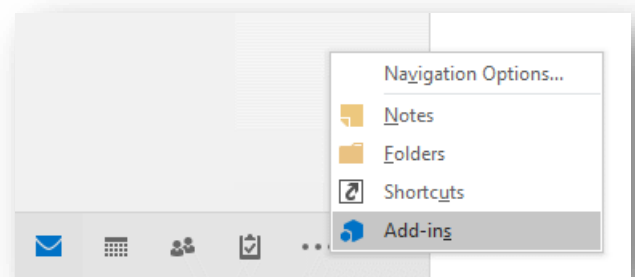 Navigation Options...
Notes
Folders
Shortcuts
Add-ins